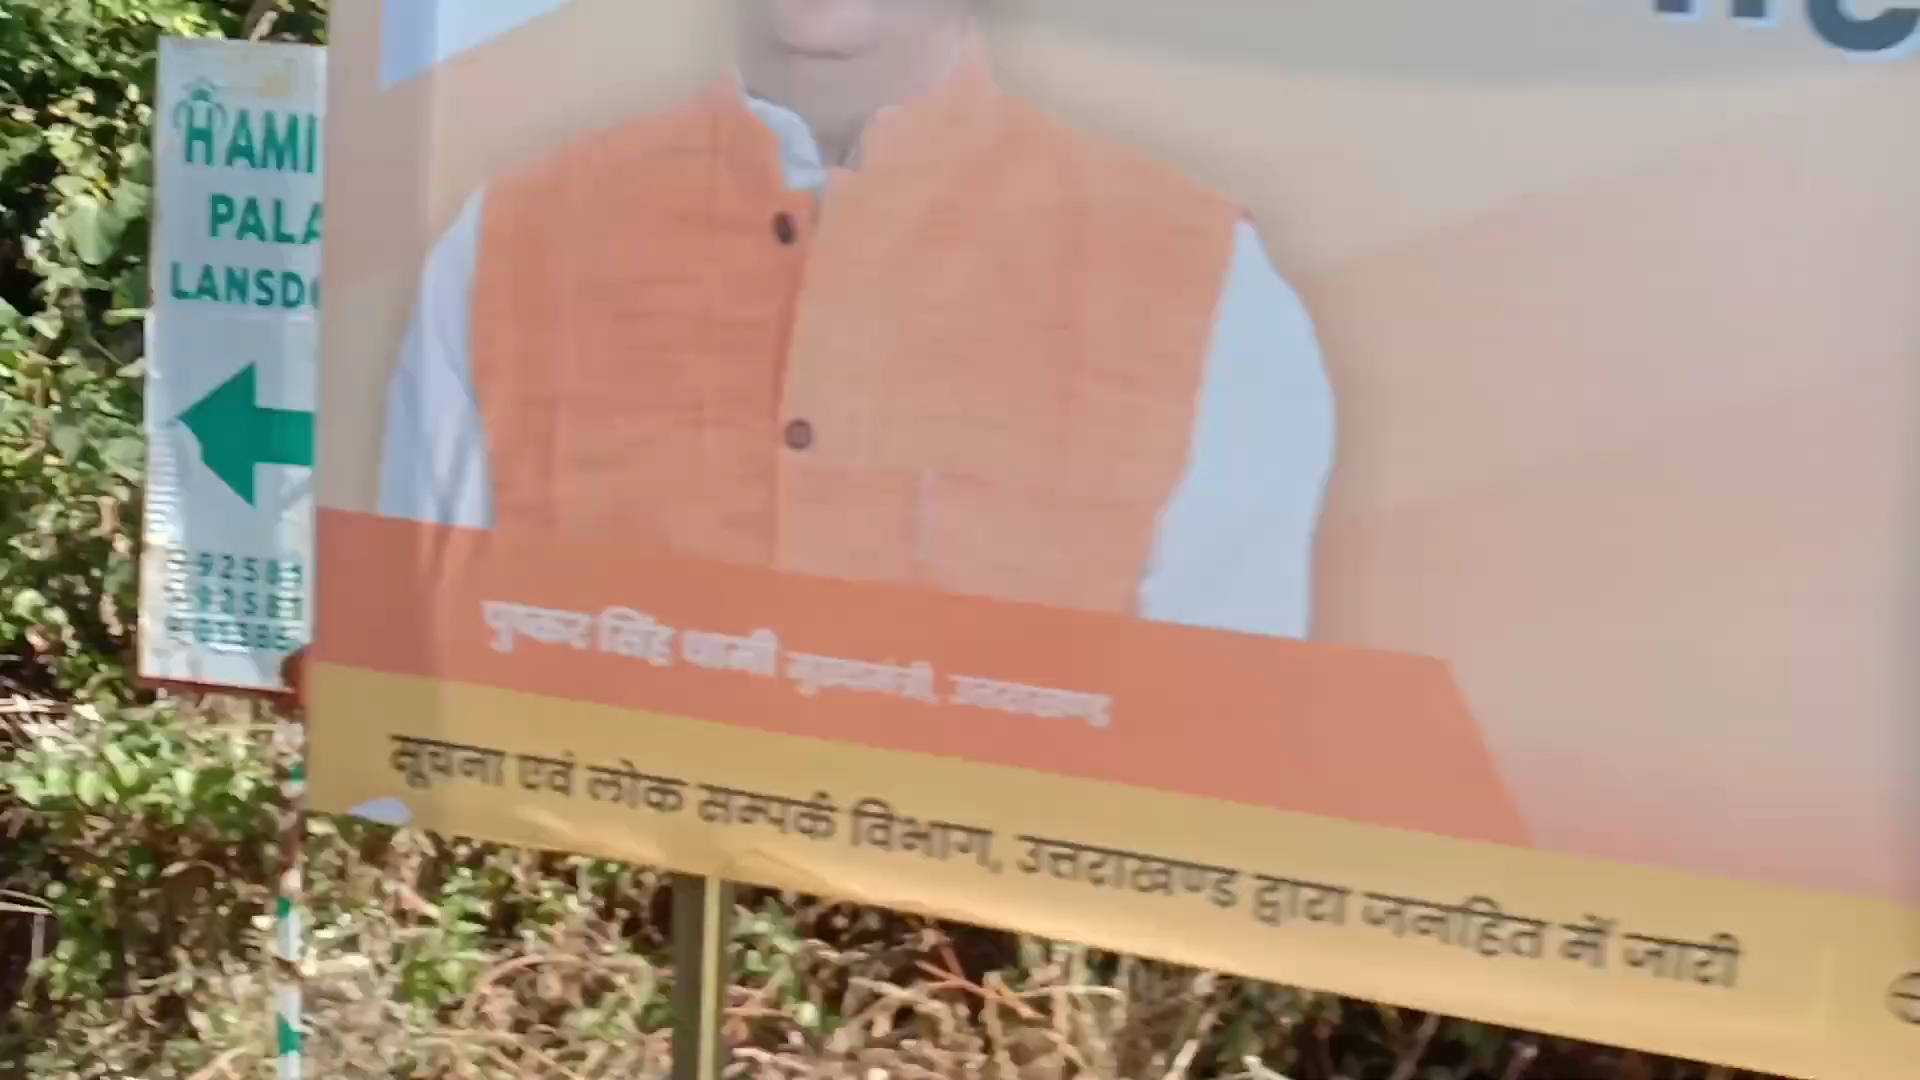 HAMI
PALA
LANSD
पुष्कर सिंह धामी मुख्यमंत्री, उत्तराखण्ड
सूचना एवं लोक सम्पर्क विभाग, उत्तराखण्ड द्वारा जनहित में जारी